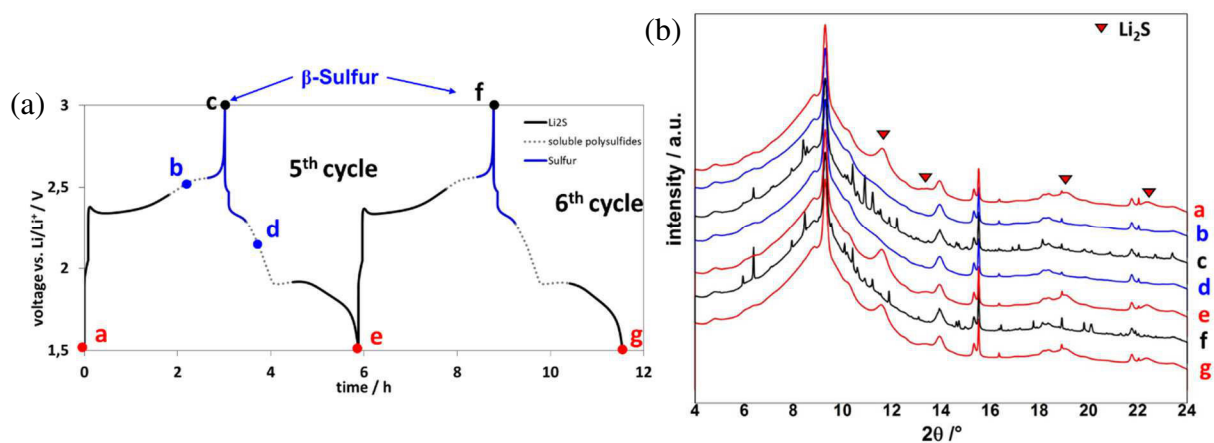 (a)
β-Sulfur
c
f
b
d
5th cycle
6th cycle
Li2S
soluble polysulfides
Sulfur
voltage vs. Li/Li⁺ / V
3
2,5
2
1,5
a
e
g
0 2 4 6 8 10 12
time / h
(b)
Li₂S
intensity / a.u.
a
b
c
d
e
f
g
4 6 8 10 12 14 16 18 20 22 24
2θ /°